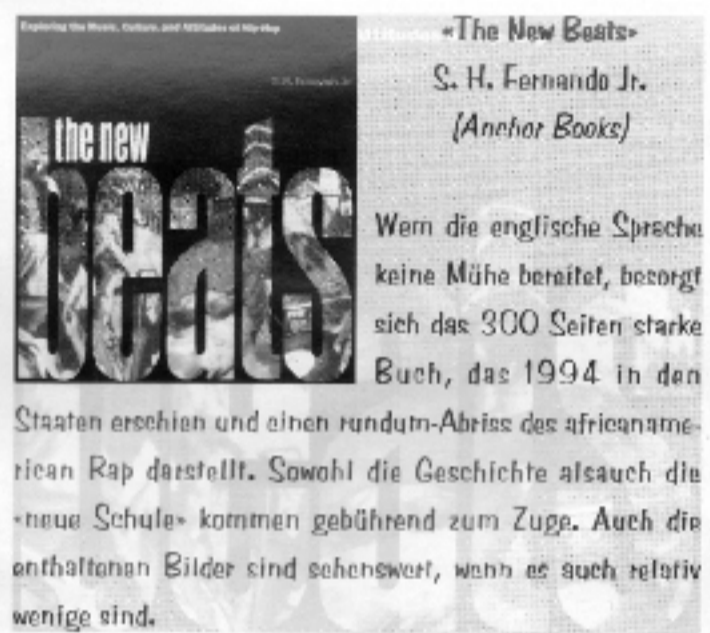 Exploring the Music, Culture, and Attitudes of Hip-Hop
«The New Beats»
S. H. Fernando Jr.
S. H. Fernando Jr.
(Anchor Books)
the new
beats
Wem die englische Sprache
keine Mühe bereitet, besorgt
sich das 300 Seiten starke
Buch, das 1994 in den
Staaten erschien und einen rundum-Abriss des africaname-
rican Rap darstellt. Sowohl die Geschichte alsauch die
«neue Schule» kommen gebührend zum Zuge. Auch die
enthaltenen Bilder sind sehenswert, wenn es auch relativ
wenige sind.